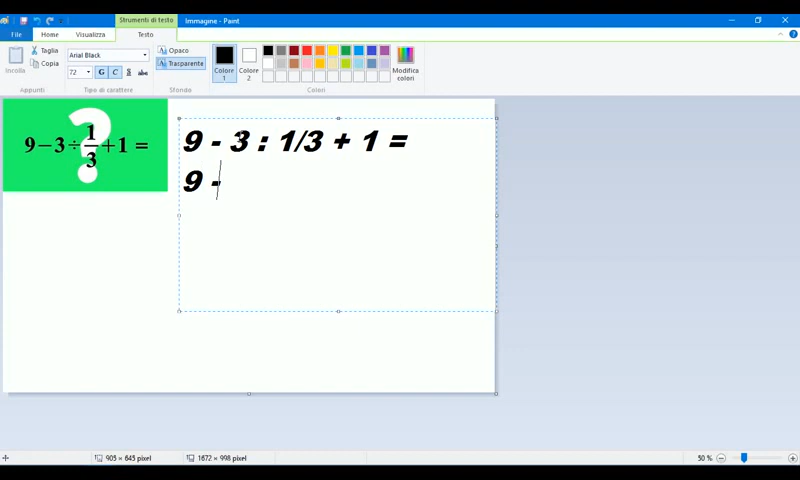 Strumenti di testo
Immagine - Paint
File
Home
Visualizza
Testo
Incolla
Taglia
Copia
Appunti
Arial Black
72
G C S abc
Tipo di carattere
Opaco
Trasparente
Sfondo
Colore 1
Colore 2
Colori
Modifica colori
?
9−3÷1/3+1=
9 - 3 : 1/3 + 1 =
9 -
905 × 645 pixel
1672 × 998 pixel
50 %